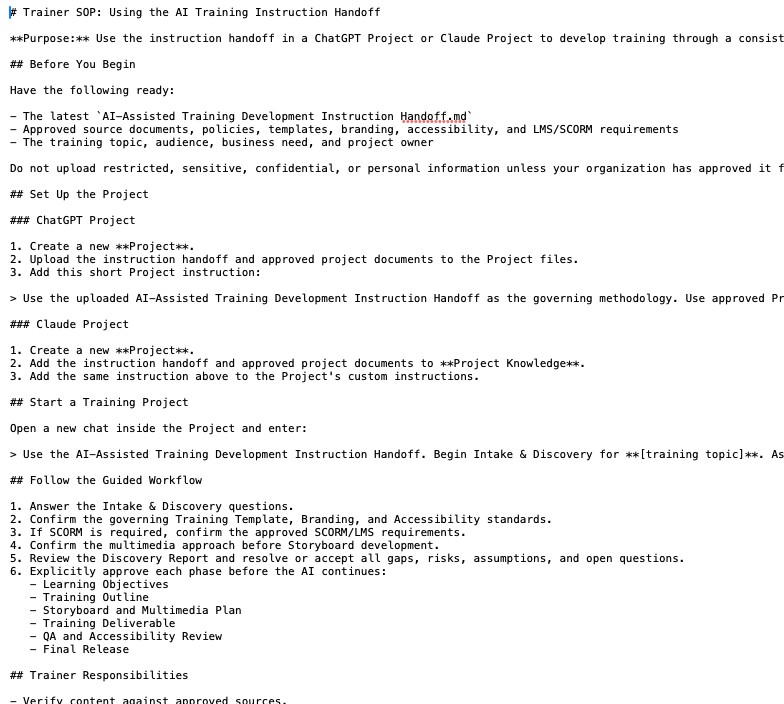 # Trainer SOP: Using the AI Training Instruction Handoff
**Purpose:** Use the instruction handoff in a ChatGPT Project or Claude Project to develop training through a consist
## Before You Begin
Have the following ready:
- The latest `AI-Assisted Training Development Instruction Handoff.md`
- Approved source documents, policies, templates, branding, accessibility, and LMS/SCORM requirements
- The training topic, audience, business need, and project owner
Do not upload restricted, sensitive, confidential, or personal information unless your organization has approved it f
## Set Up the Project
### ChatGPT Project
1. Create a new **Project**.
2. Upload the instruction handoff and approved project documents to the Project files.
3. Add this short Project instruction:
> Use the uploaded AI-Assisted Training Development Instruction Handoff as the governing methodology. Use approved Pr
### Claude Project
1. Create a new **Project**.
2. Add the instruction handoff and approved project documents to **Project Knowledge**.
3. Add the same instruction above to the Project's custom instructions.
## Start a Training Project
Open a new chat inside the Project and enter:
> Use the AI-Assisted Training Development Instruction Handoff. Begin Intake & Discovery for **[training topic]**. As
## Follow the Guided Workflow
1. Answer the Intake & Discovery questions.
2. Confirm the governing Training Template, Branding, and Accessibility standards.
3. If SCORM is required, confirm the approved SCORM/LMS requirements.
4. Confirm the multimedia approach before Storyboard development.
5. Review the Discovery Report and resolve or accept all gaps, risks, assumptions, and open questions.
6. Explicitly approve each phase before the AI continues:
- Learning Objectives
- Training Outline
- Storyboard and Multimedia Plan
- Training Deliverable
- QA and Accessibility Review
- Final Release
## Trainer Responsibilities
- Verify content against approved sources.